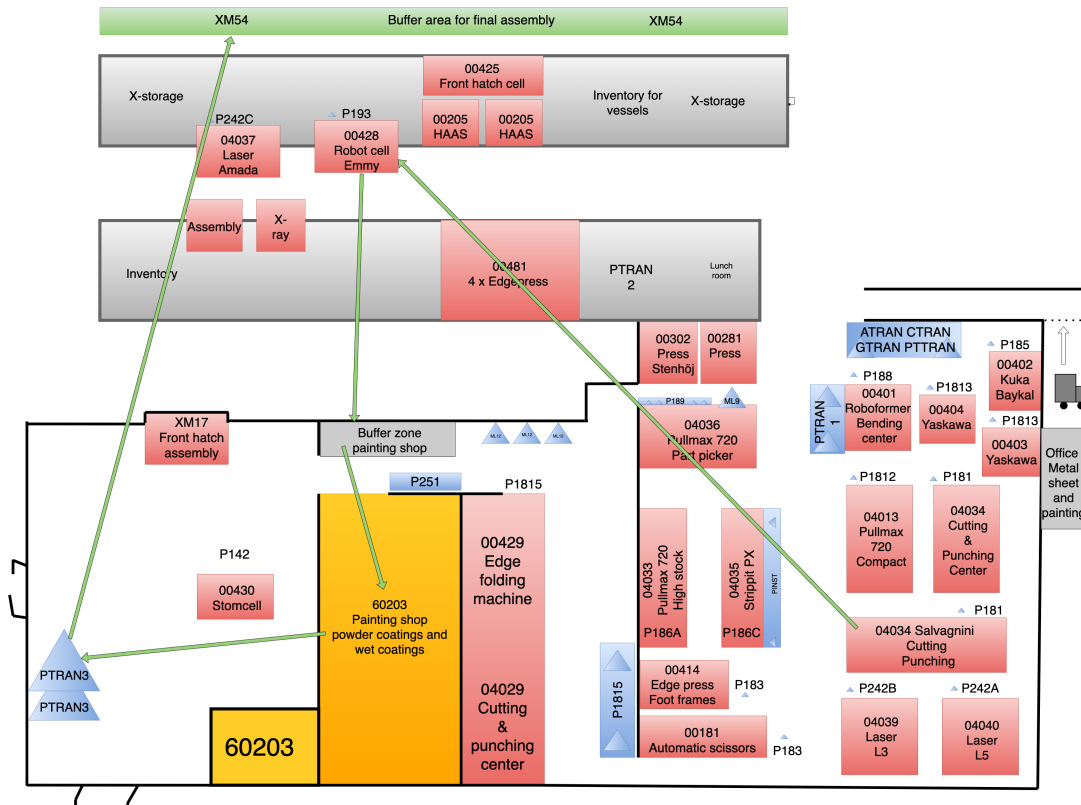 XM54
Buffer area for final assembly
XM54
X-storage
00425
Front hatch cell
Inventory for
vessels
X-storage
P242C
P193
00205
HAAS
00205
HAAS
04037
Laser
Amada
00428
Robot cell
Emmy
Assembly
X-
ray
Inventory
00481
4 x Edgepress
PTRAN
2
Lunch
room
00302
Press
Stenhöj
00281
Press
ATRAN CTRAN
GTRAN PTTRAN
P185
00402
Kuka
Baykal
P188
P1813
PTRAN
1
00401
Roboformer
Bending
center
00404
Yaskawa
P1813
00403
Yaskawa
P189
ML9
04036
Pullmax 720
Part picker
XM17
Front hatch
assembly
Buffer zone
painting shop
ML12
ML12
ML12
Office
Metal
sheet
and
painting
P251
P1815
P1812
P181
04013
Pullmax
720
Compact
04034
Cutting
&
Punching
Center
00429
Edge
folding
machine
04033
Pullmax 720
High stock
P186A
04035
Strippit PX
P186C
PINST
P142
00430
Stomcell
60203
Painting shop
powder coatings and
wet coatings
P181
04034 Salvagnini
Cutting
Punching
PTRAN3
PTRAN3
P1815
00414
Edge press
Foot frames
P183
00181
Automatic scissors
P183
P242B
P242A
04039
Laser
L3
04040
Laser
L5
04029
Cutting
&
punching
center
60203